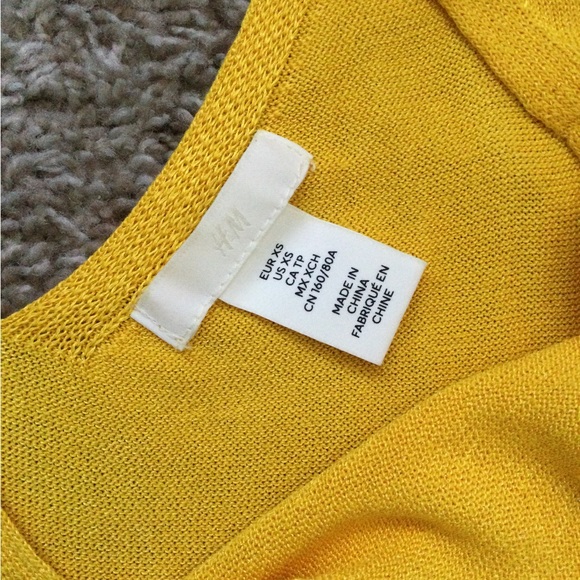 H&M
EUR XS
US XS
CA TP
MX XCH
CN 160/80A
MADE IN
CHINA
FABRIQUÉ EN
CHINE